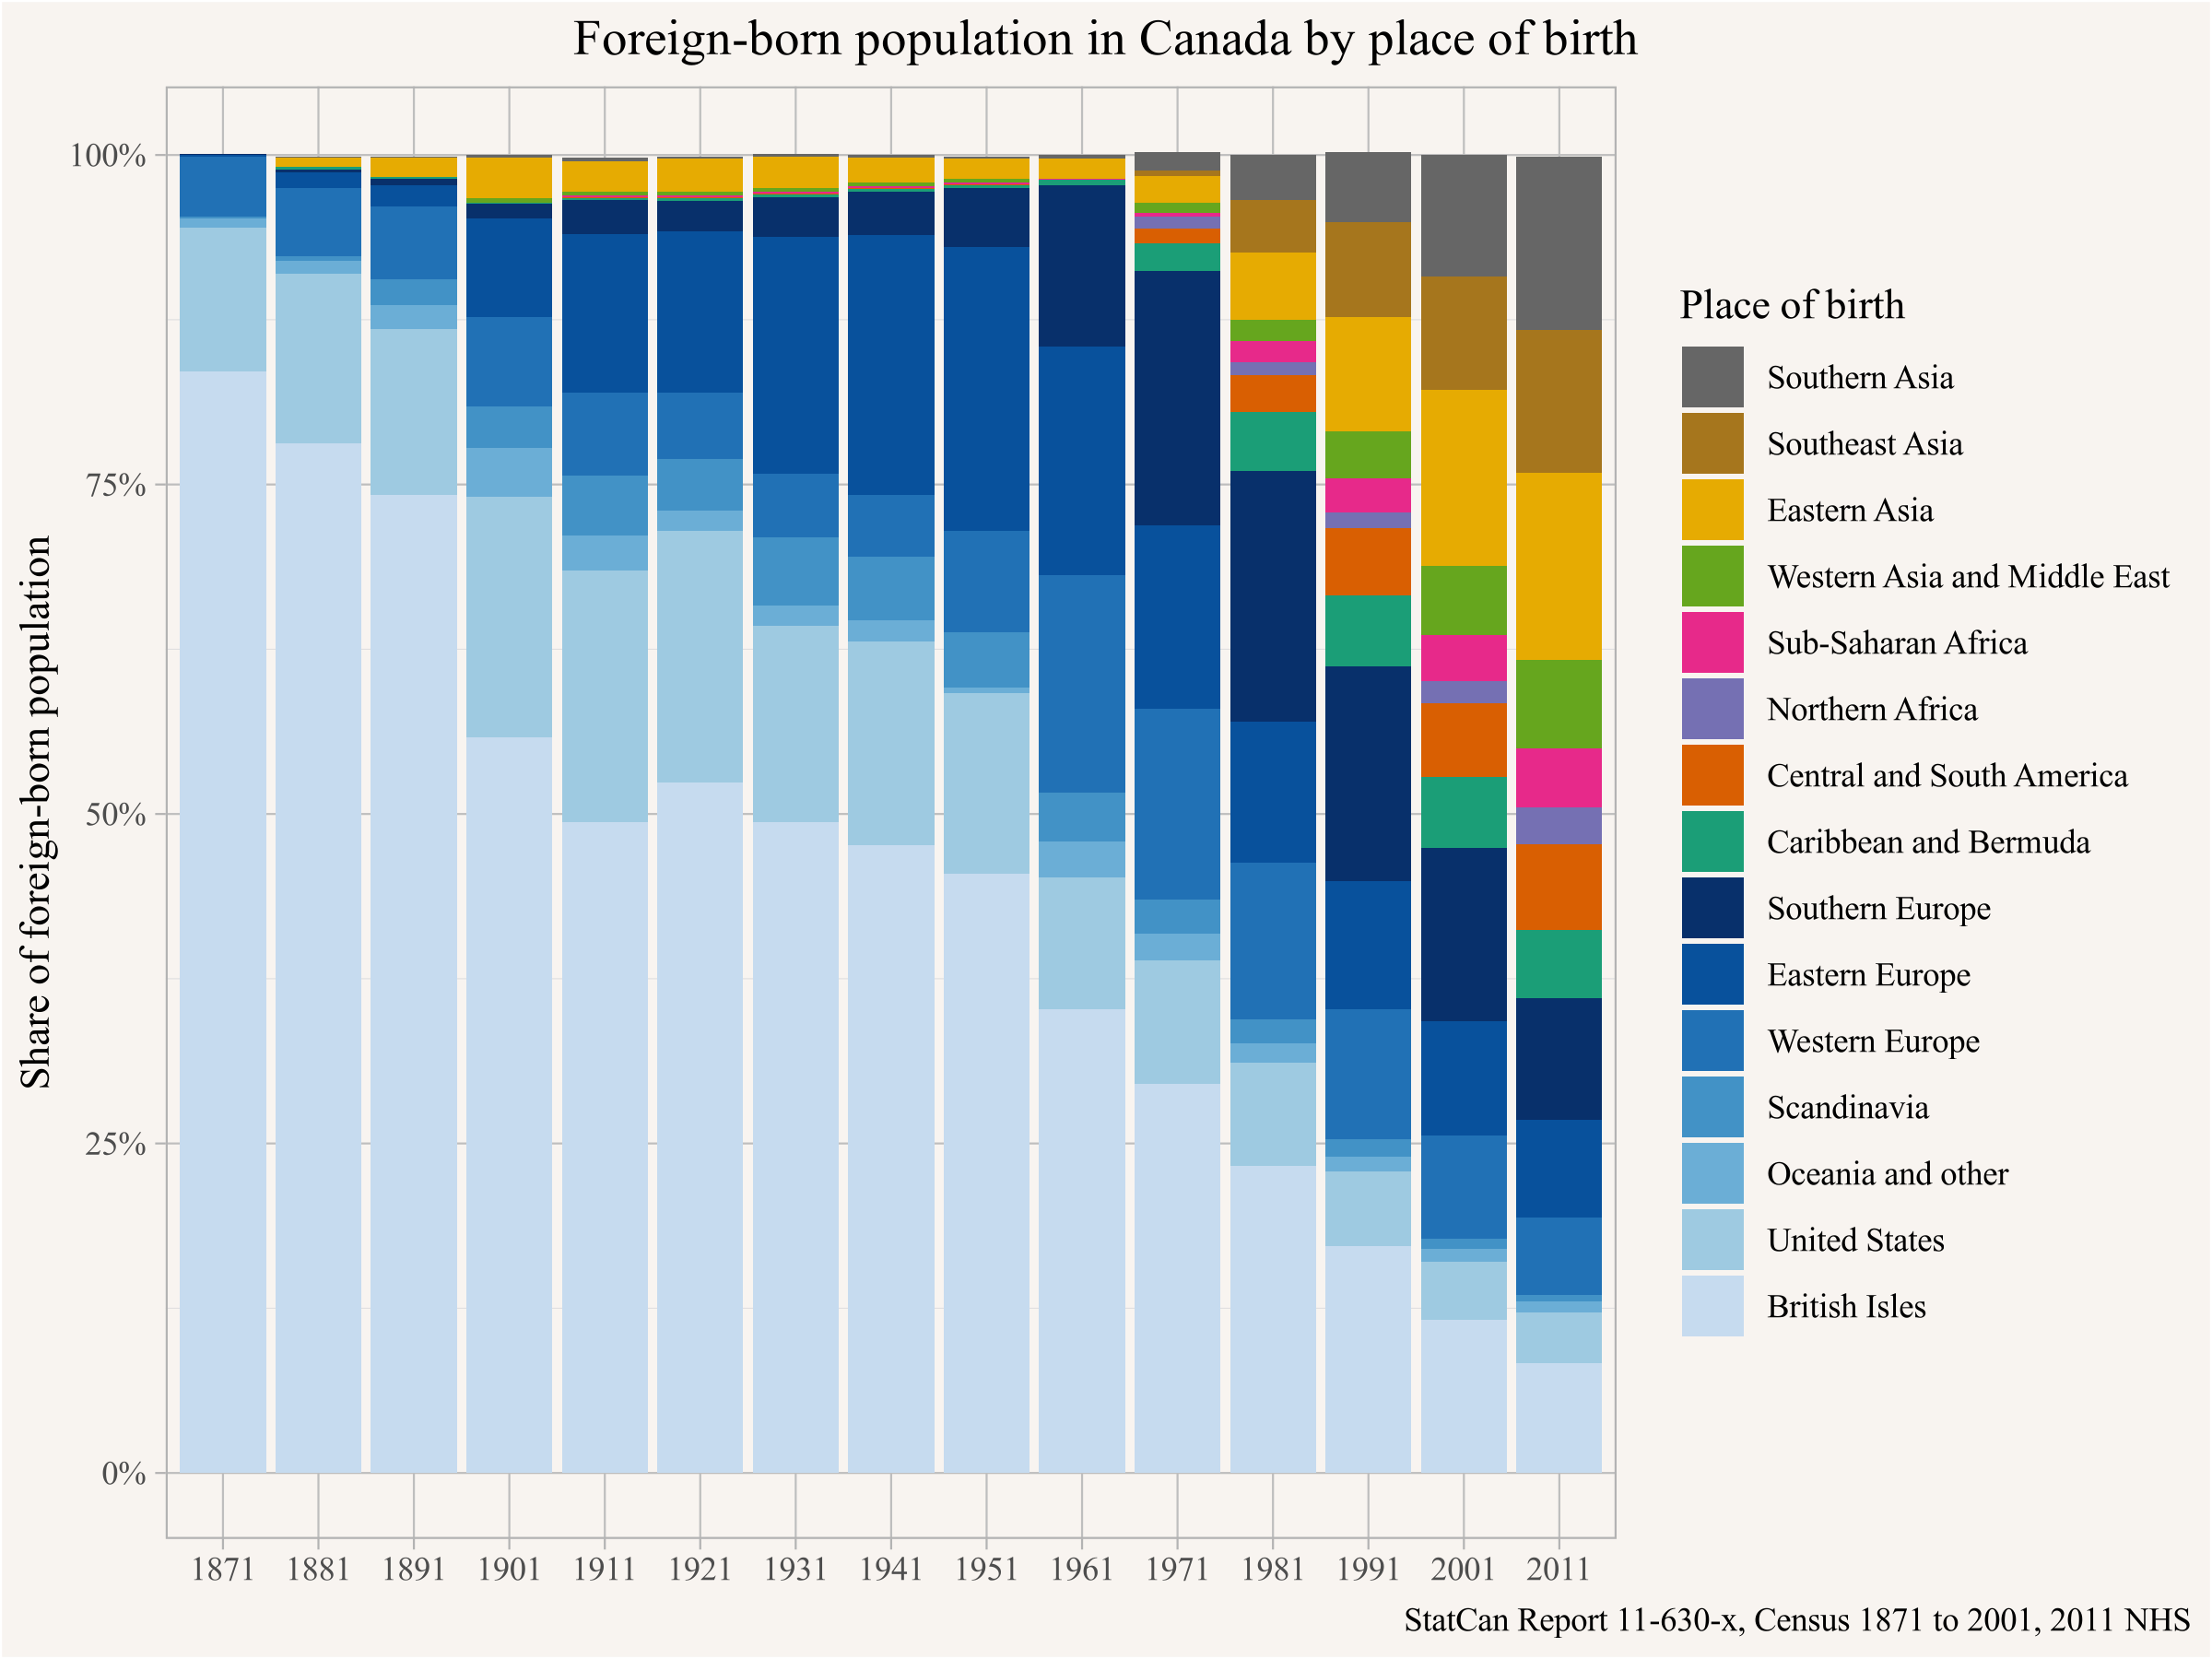 Foreign-born population in Canada by place of birth
Share of foreign-born population
100%
75%
50%
25%
0%
1871 1881 1891 1901 1911 1921 1931 1941 1951 1961 1971 1981 1991 2001 2011
Place of birth
Southern Asia
Southeast Asia
Eastern Asia
Western Asia and Middle East
Sub-Saharan Africa
Northern Africa
Central and South America
Caribbean and Bermuda
Southern Europe
Eastern Europe
Western Europe
Scandinavia
Oceania and other
United States
British Isles
StatCan Report 11-630-x, Census 1871 to 2001, 2011 NHS